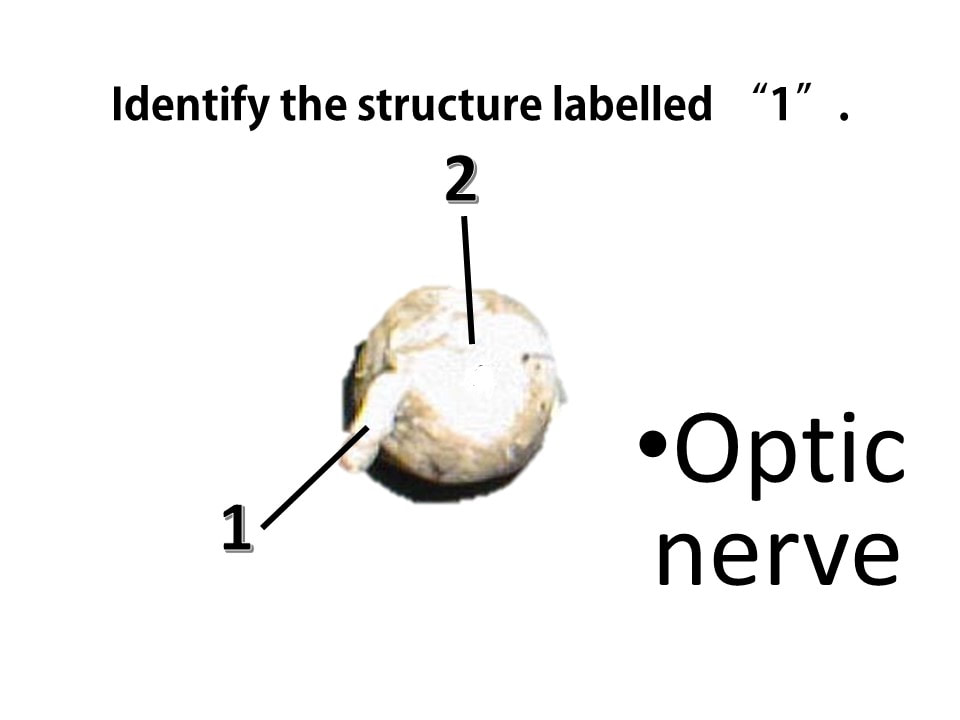 Identify the structure labelled “1”.
2
1
•Optic
nerve